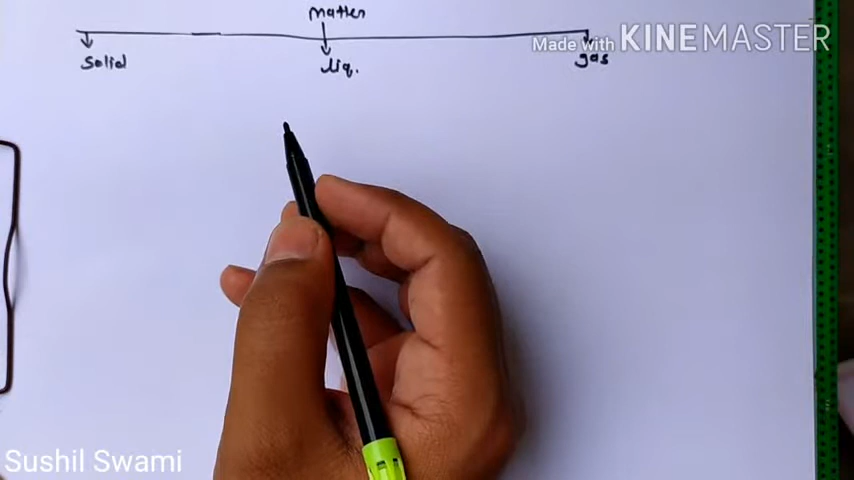 matter
Made with KINEMASTER
solid
liq.
gas
Sushil Swami